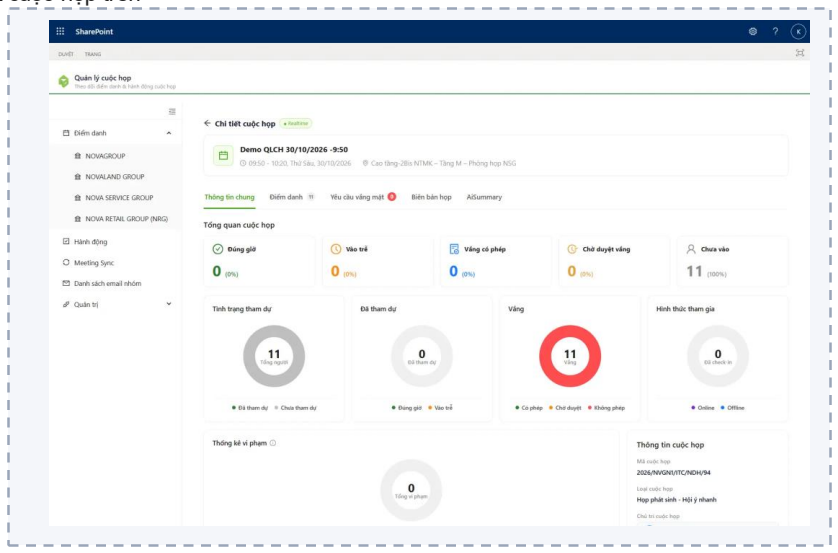 cuộc họp đến
SharePoint
?
K
DUYỆT TRANG
Quản lý cuộc họp
Theo dõi điểm danh & hành động cuộc họp
Điểm danh
NOVAGROUP
NOVALAND GROUP
NOVA SERVICE GROUP
NOVA RETAIL GROUP (NRG)
Hành động
Meeting Sync
Danh sách email nhóm
Quản trị
Chi tiết cuộc họp
Realtime
Demo QLCH 30/10/2026 -9:50
09:50 - 10:20, Thứ Sáu, 30/10/2026 Cao tầng-2Bis NTMK – Tầng M – Phòng họp NSG
Thông tin chung Điểm danh 11 Yêu cầu vắng mặt 0 Biên bản họp AiSummary
Tổng quan cuộc họp
Đúng giờ Vào trễ Vắng có phép Chờ duyệt vắng Chưa vào
0 (0%) 0 (0%) 0 (0%) 0 (0%) 11 (100%)
Tình trạng tham dự Đã tham dự Vắng Hình thức tham gia
11 0 11 0
Tổng người Đã tham dự Vắng Đã check in
Đã tham dự Chưa tham dự Đúng giờ Vào trễ Có phép Chờ duyệt Không phép Online Offline
Thống kê vi phạm
0
Tổng vi phạm
Thông tin cuộc họp
Mã cuộc họp
2026/NVGN1/ITC/NDH/94
Loại cuộc họp
Họp phát sinh - Hội ý nhanh
Chủ trì cuộc họp